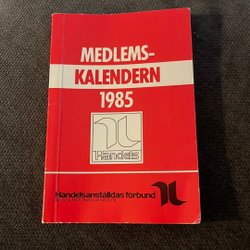 MEDLEMS-
KALENDERN
1985
Handels
Handelsanställdas förbund